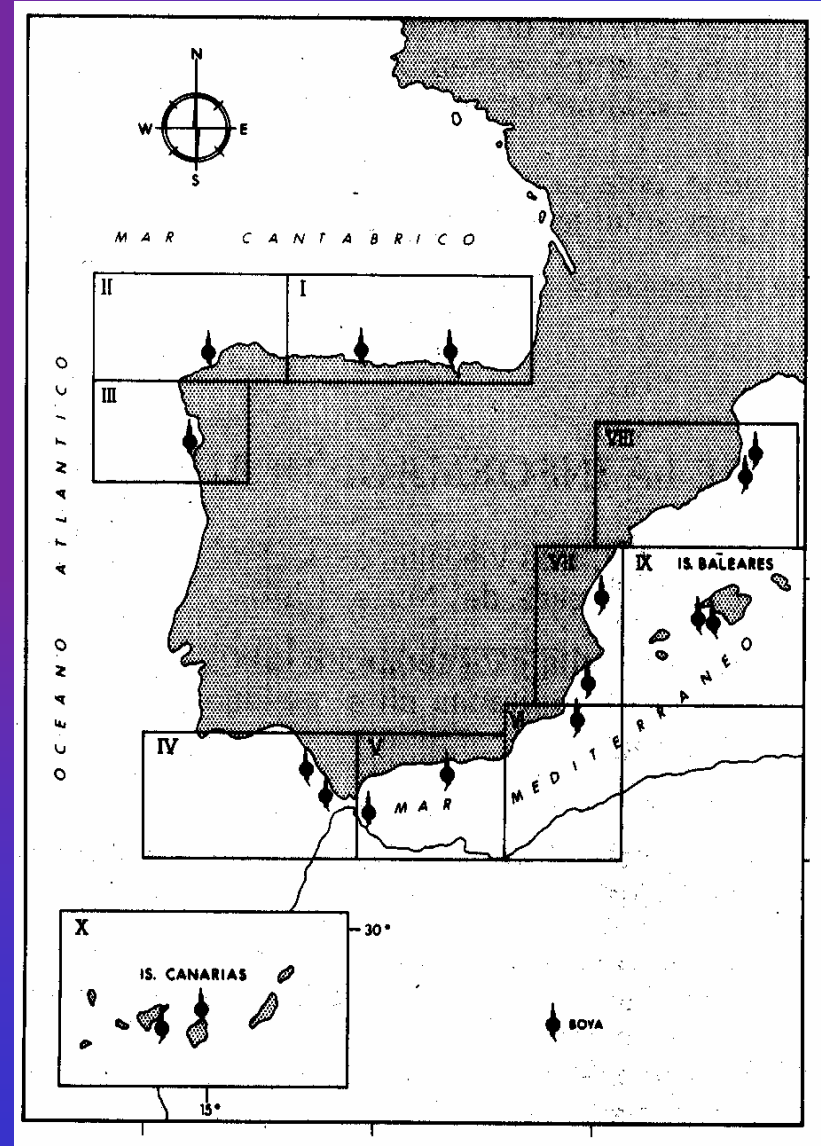 N
W E
S
MAR CANTABRICO
II I
III
OCEANO ATLANTICO
VIII
VII IX IS. BALEARES
IV V VI
MAR MEDITERRANEO
X
IS. CANARIAS
30°
15°
BOYA